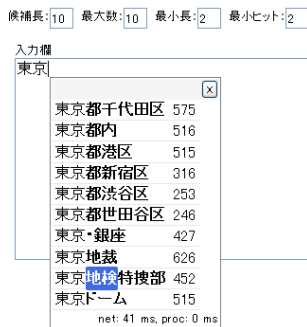 候補長: 10 最大数: 10 最小長: 2 最小ヒット: 2
入力欄
東京
x
東京都千代田区 575
東京都内 516
東京都港区 515
東京都新宿区 316
東京都渋谷区 253
東京都世田谷区 246
東京・銀座 427
東京地裁 626
東京地検特捜部 452
東京ドーム 515
net: 41 ms, proc: 0 ms